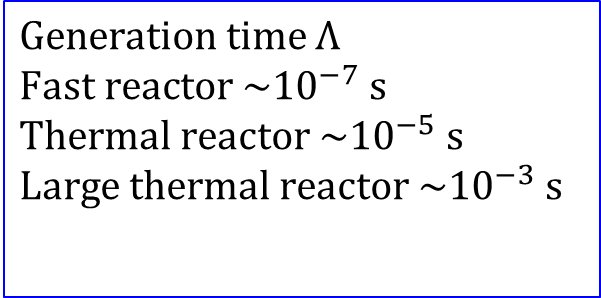 Generation time Λ
Fast reactor ~10⁻⁷ s
Thermal reactor ~10⁻⁵ s
Large thermal reactor ~10⁻³ s